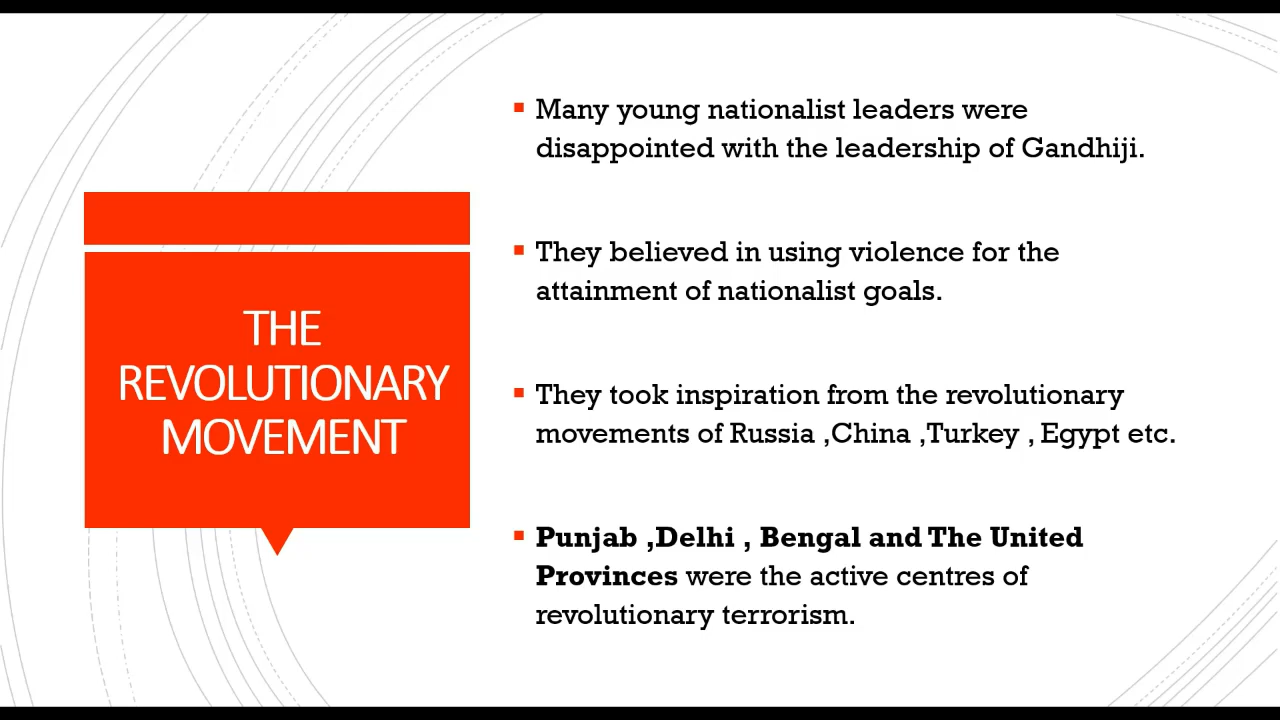 THE
REVOLUTIONARY
MOVEMENT
▪ Many young nationalist leaders were
disappointed with the leadership of Gandhiji.
▪ They believed in using violence for the
attainment of nationalist goals.
▪ They took inspiration from the revolutionary
movements of Russia ,China ,Turkey , Egypt etc.
▪ Punjab ,Delhi , Bengal and The United
Provinces were the active centres of
revolutionary terrorism.